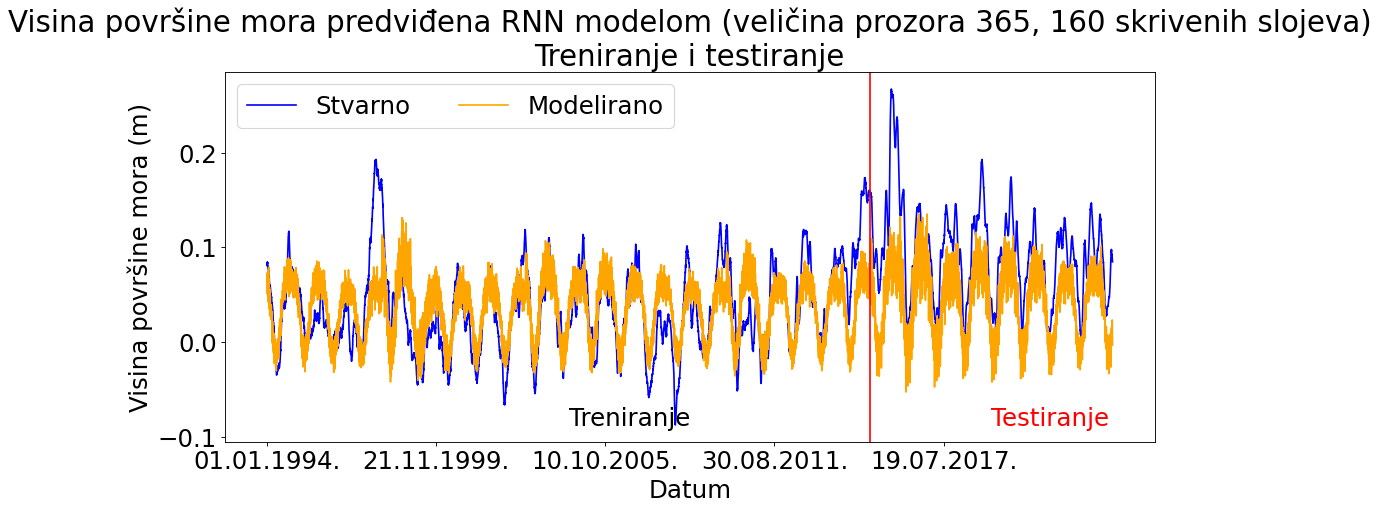 Visina površine mora predviđena RNN modelom (veličina prozora 365, 160 skrivenih slojeva)
Treniranje i testiranje
Stvarno
Modelirano
Visina površine mora (m)
0.2
0.1
0.0
−0.1
Treniranje
Testiranje
01.01.1994.
21.11.1999.
10.10.2005.
30.08.2011.
19.07.2017.
Datum